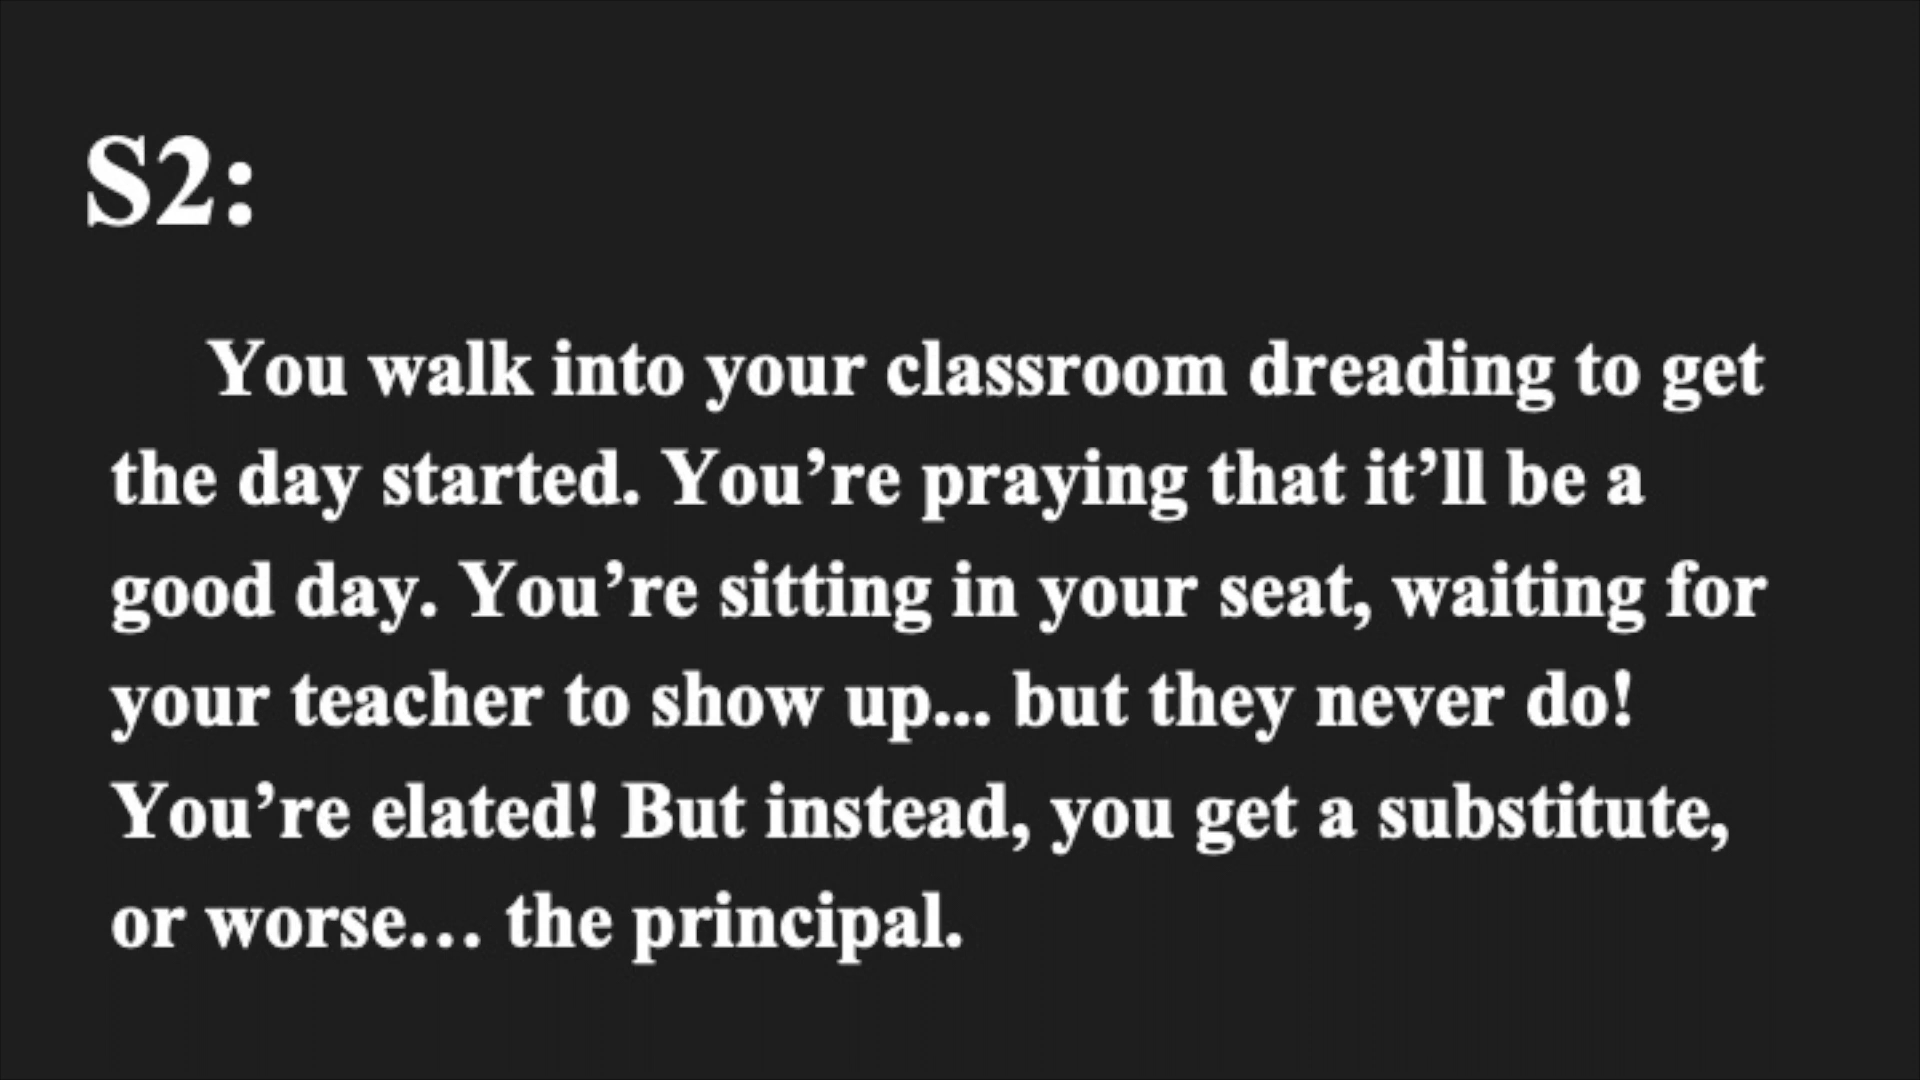 S2:
You walk into your classroom dreading to get
the day started. You’re praying that it’ll be a
good day. You’re sitting in your seat, waiting for
your teacher to show up... but they never do!
You’re elated! But instead, you get a substitute,
or worse… the principal.